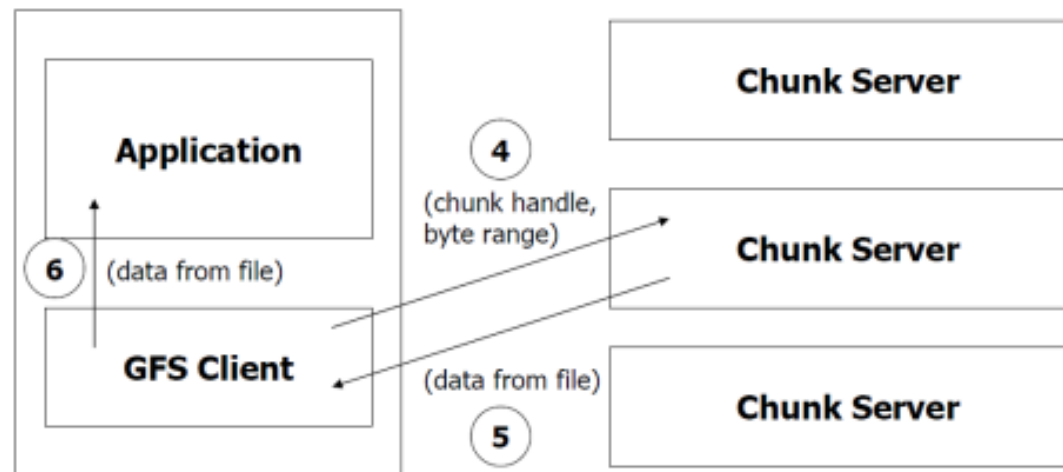 Application
6
(data from file)
GFS Client
4
(chunk handle,
byte range)
(data from file)
5
Chunk Server
Chunk Server
Chunk Server